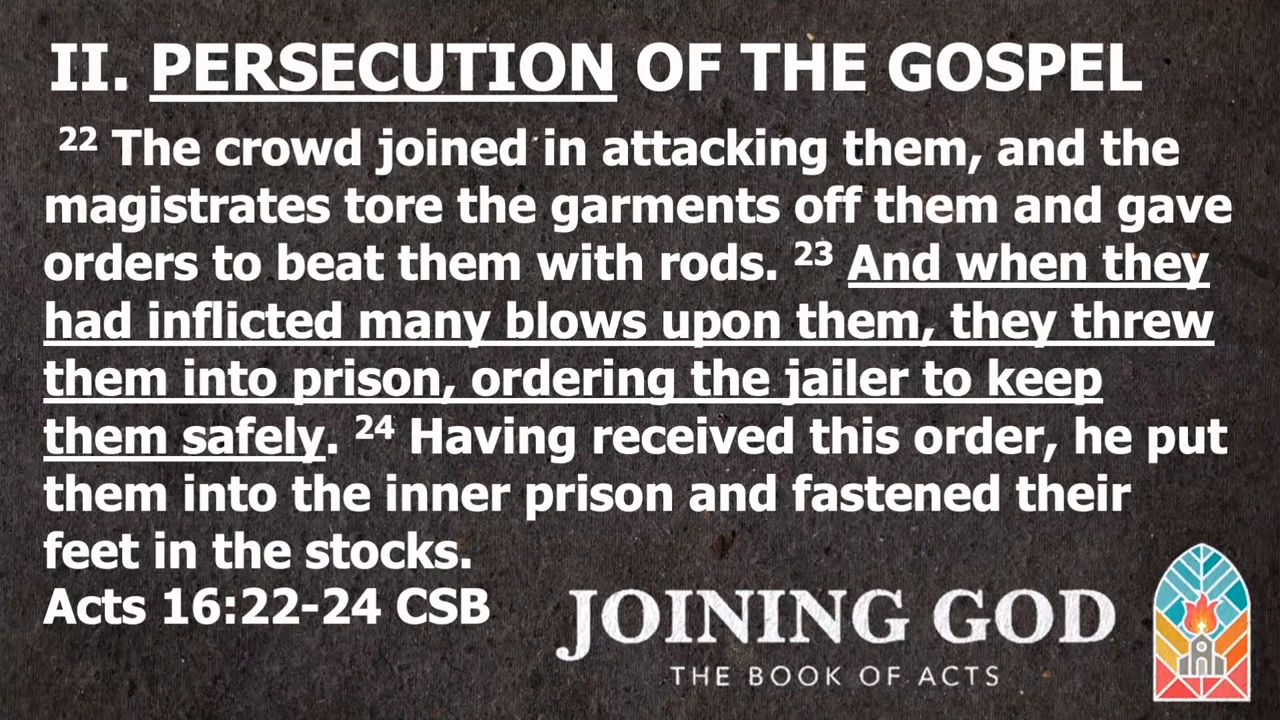 II. PERSECUTION OF THE GOSPEL
22 The crowd joined in attacking them, and the
magistrates tore the garments off them and gave
orders to beat them with rods. 23 And when they
had inflicted many blows upon them, they threw
them into prison, ordering the jailer to keep
them safely. 24 Having received this order, he put
them into the inner prison and fastened their
feet in the stocks.
Acts 16:22-24 CSB
JOINING GOD
THE BOOK OF ACTS